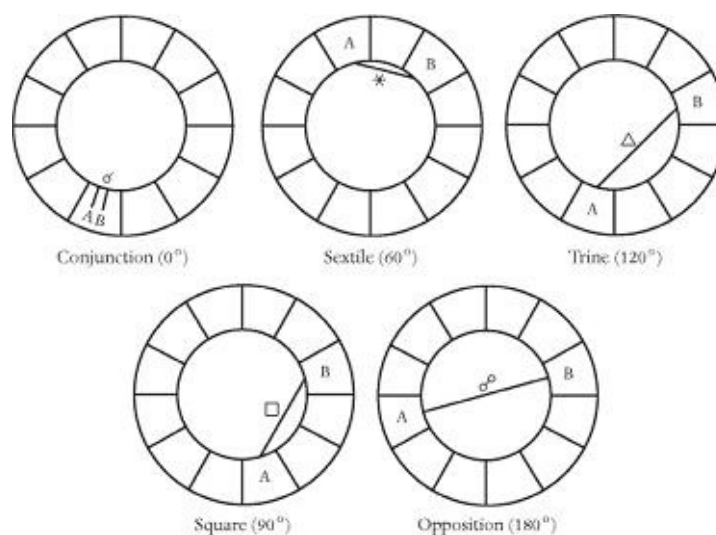 A B
Conjunction (0°)
A B
Sextile (60°)
B
A
Trine (120°)
B
A
Square (90°)
B
A
Opposition (180°)